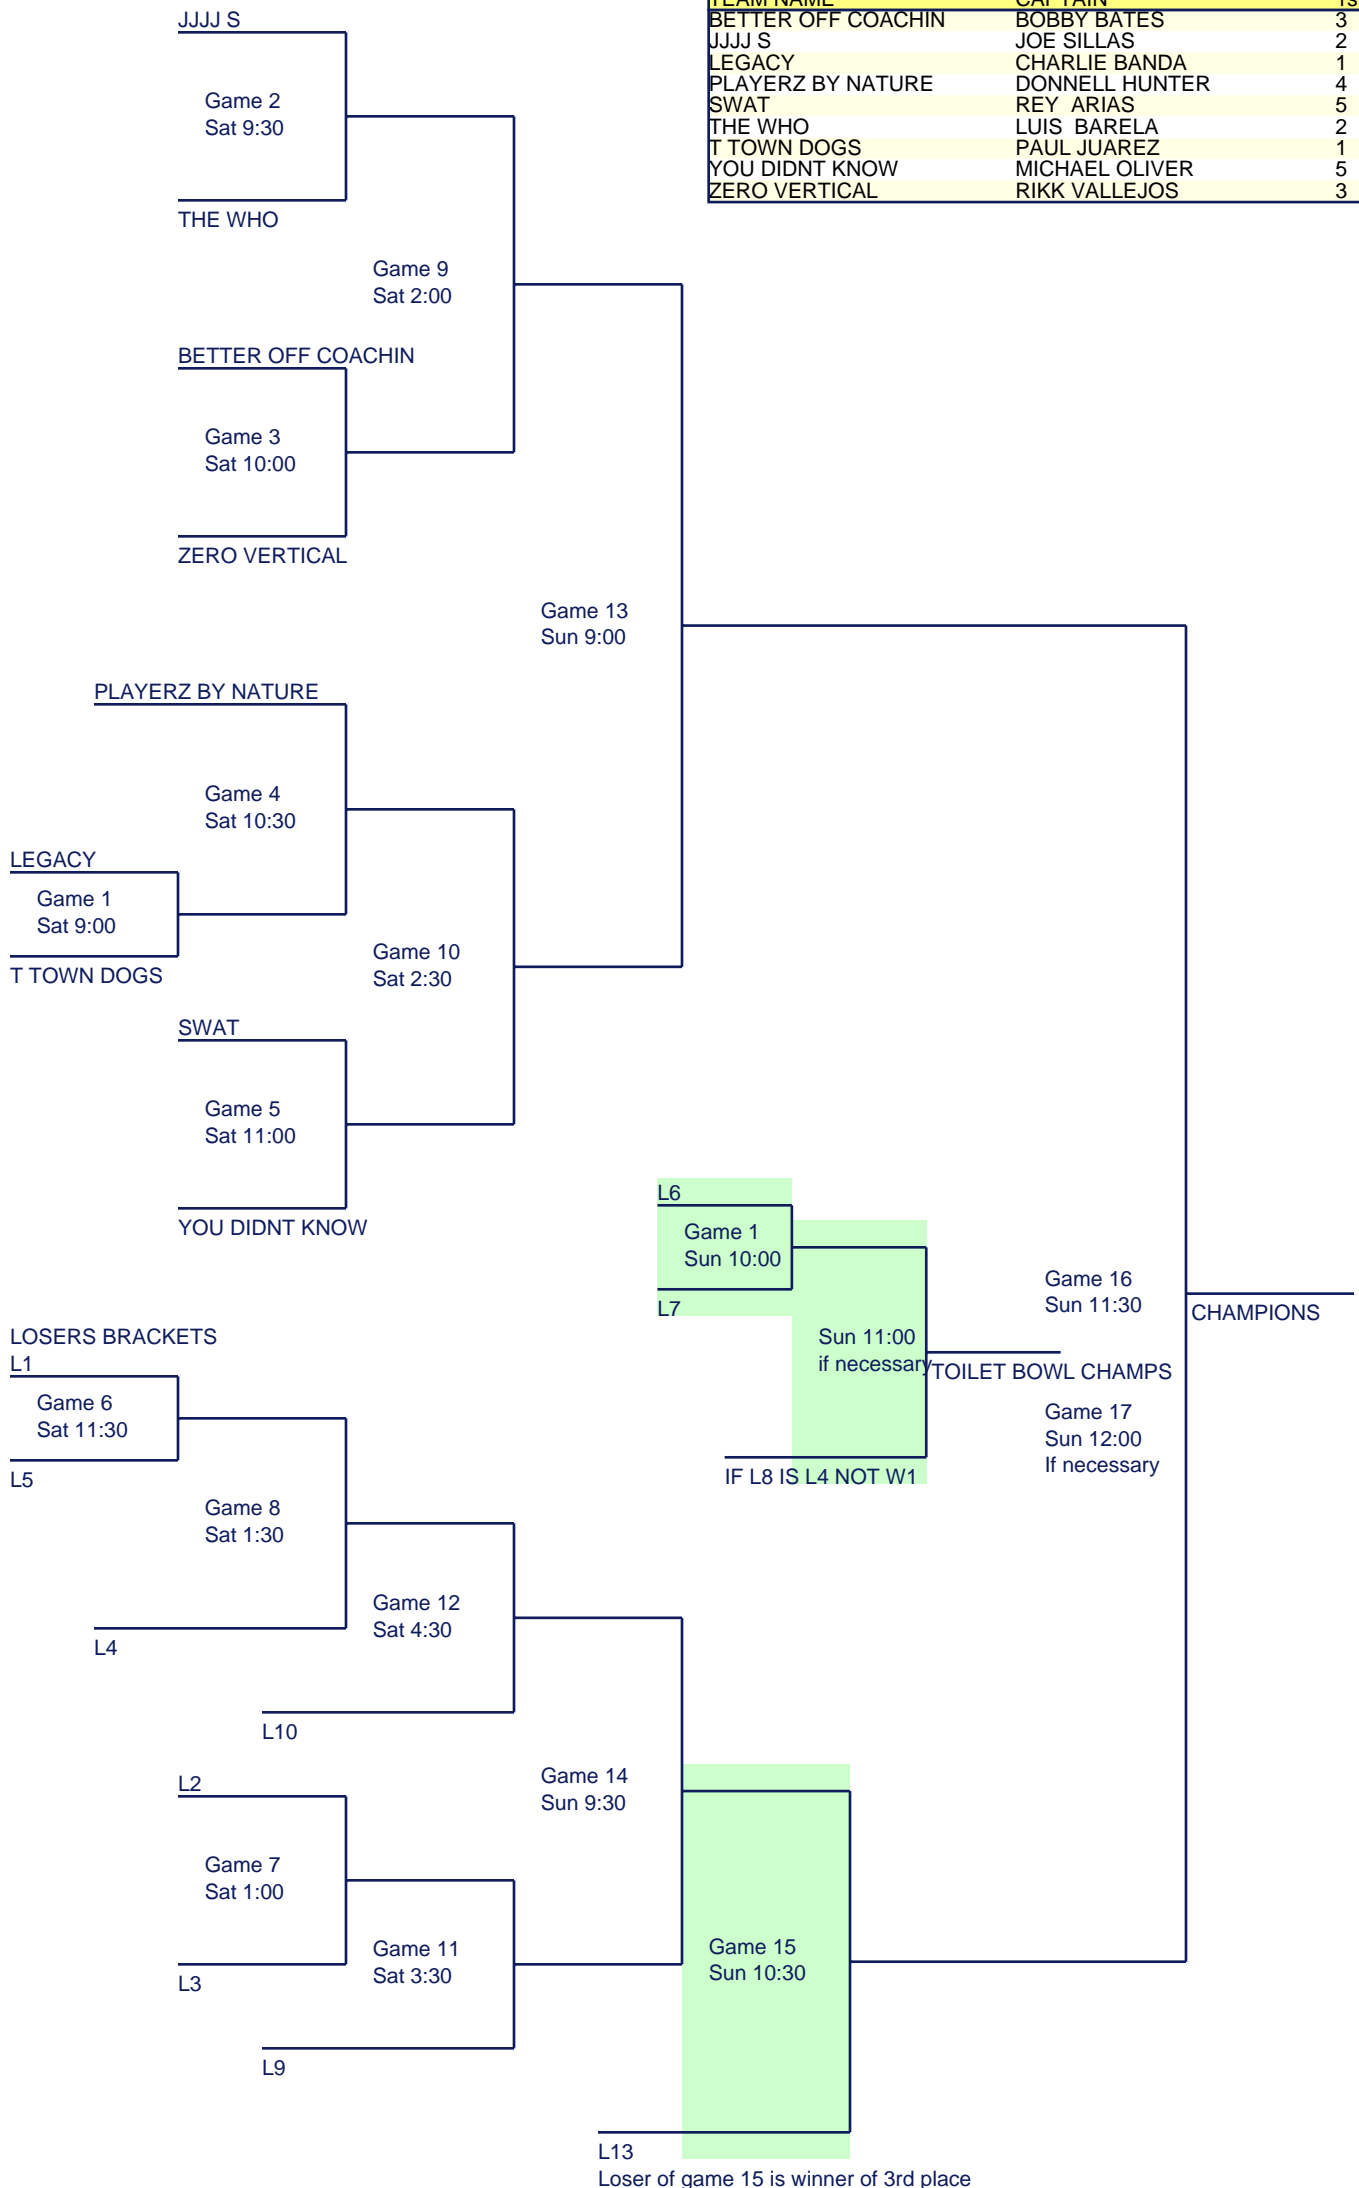 TEAM NAME CAPTAIN 1s
BETTER OFF COACHIN BOBBY BATES 3
JJJJ S JOE SILLAS 2
LEGACY CHARLIE BANDA 1
PLAYERZ BY NATURE DONNELL HUNTER 4
SWAT REY ARIAS 5
THE WHO LUIS BARELA 2
T TOWN DOGS PAUL JUAREZ 1
YOU DIDNT KNOW MICHAEL OLIVER 5
ZERO VERTICAL RIKK VALLEJOS 3
JJJJ S
Game 2
Sat 9:30
THE WHO
Game 9
Sat 2:00
BETTER OFF COACHIN
Game 3
Sat 10:00
ZERO VERTICAL
Game 13
Sun 9:00
PLAYERZ BY NATURE
Game 4
Sat 10:30
LEGACY
Game 1
Sat 9:00
T TOWN DOGS
Game 10
Sat 2:30
SWAT
Game 5
Sat 11:00
YOU DIDNT KNOW
L6
Game 1
Sun 10:00
L7
Sun 11:00
if necessary
TOILET BOWL CHAMPS
IF L8 IS L4 NOT W1
Game 16
Sun 11:30
CHAMPIONS
Game 17
Sun 12:00
If necessary
LOSERS BRACKETS
L1
Game 6
Sat 11:30
L5
Game 8
Sat 1:30
L4
Game 12
Sat 4:30
L10
L2
Game 14
Sun 9:30
Game 7
Sat 1:00
L3
Game 11
Sat 3:30
L9
Game 15
Sun 10:30
L13
Loser of game 15 is winner of 3rd place